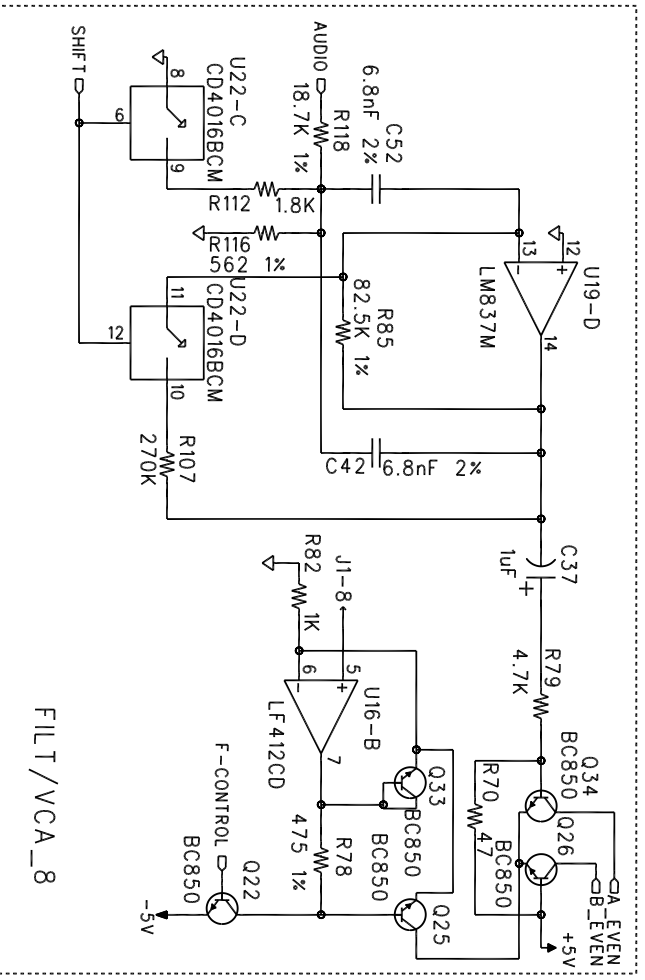 A_EVEN
B_EVEN
+5V
U19-D
12
+
-
13
14
LM837M
C37
1uF
+
R79
4.7K
Q34
BC850
Q26
BC850
R70
47
C52
6.8nF 2%
AUDIO
R118
18.7K 1%
R85
82.5K 1%
C42
6.8nF 2%
J1-8
5
+
-
6
7
U16-B
LF412CD
R82
1K
Q33
BC850
Q25
BC850
R78
475 1%
R112
1.8K
R116
562 1%
U22-C
CD4016BCM
8
9
6
U22-D
CD4016BCM
11
10
12
R107
270K
F-CONTROL
Q22
BC850
-5V
SHIFT
FILT/VCA_8